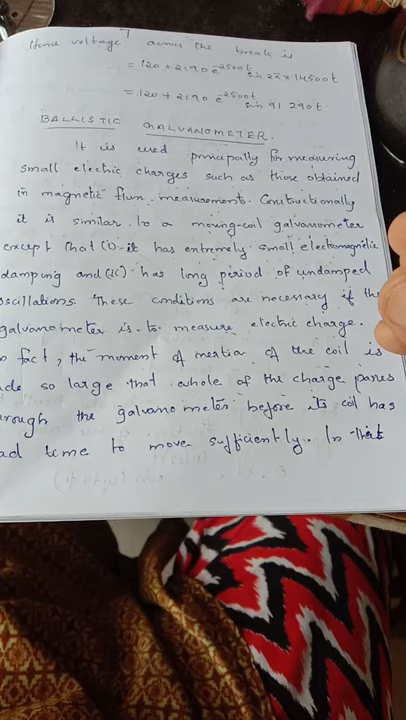 Hence voltage across the break is
= 120 + 2190 e^-2500t sin 2π x 14500t
= 120 + 2190 e^-2500t sin 91 290t.
BALLISTIC GALVANOMETER.
It is used principally for measuring
small electric charges such as those obtained
in magnetic flux measurement. Constructionally
it is similar to a moving-coil galvanometer
except that (i) it has extremely small electromagnetic
damping and (ii) has long period of undamped
oscillations. These conditions are necessary if the
galvanometer is to measure electric charge.
fact, the moment of inertia of the coil is
ade so large that whole of the charge passes
rough the galvanometer before its coil has
ad time to move sufficiently. In that